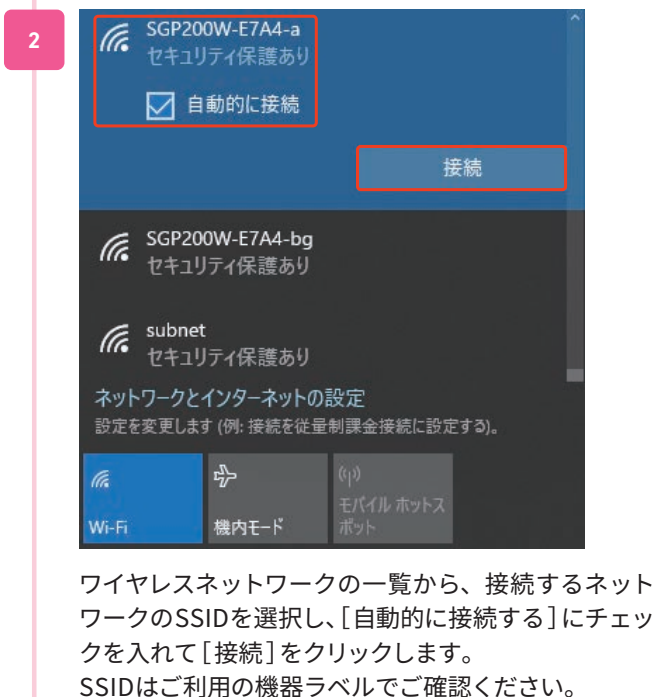 2
SGP200W-E7A4-a
セキュリティ保護あり
自動的に接続
接続
SGP200W-E7A4-bg
セキュリティ保護あり
subnet
セキュリティ保護あり
ネットワークとインターネットの設定
設定を変更します (例: 接続を従量制課金接続に設定する)。
Wi-Fi
機内モード
モバイル ホットス
ポット
ワイヤレスネットワークの一覧から、接続するネット
ワークのSSIDを選択し、[自動的に接続する]にチェッ
クを入れて[接続]をクリックします。
SSIDはご利用の機器ラベルでご確認ください。